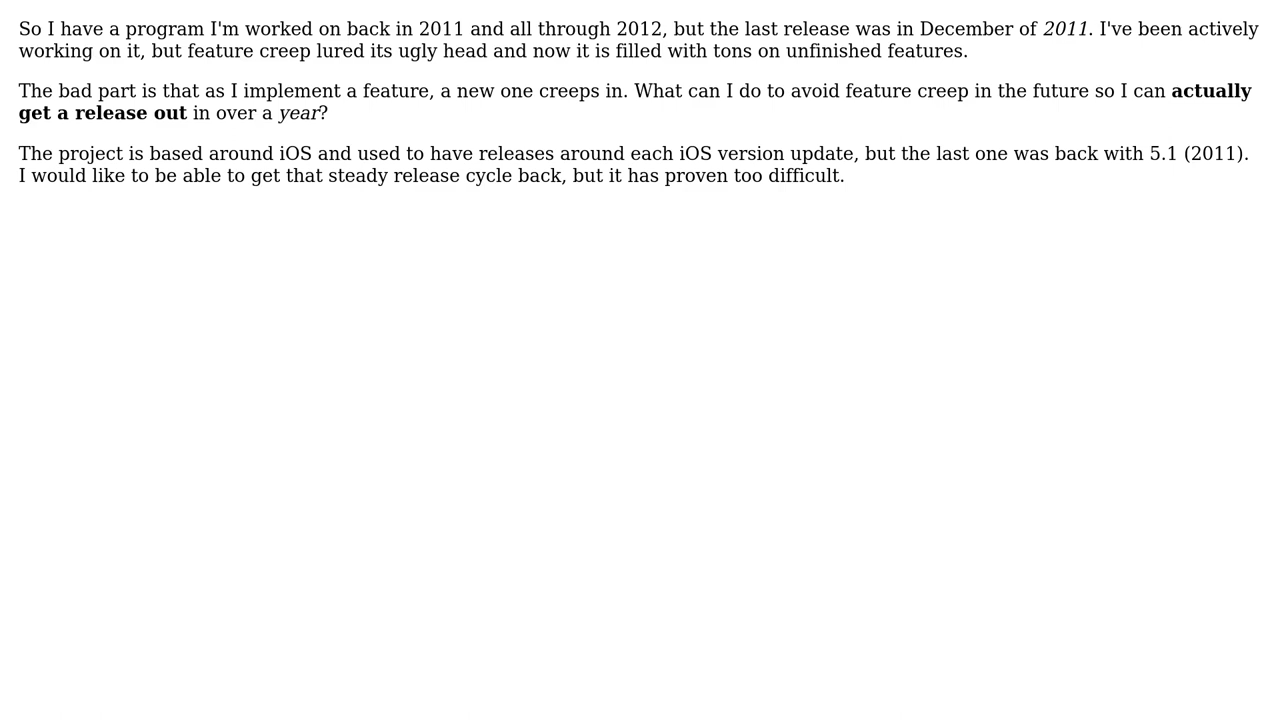 So I have a program I'm worked on back in 2011 and all through 2012, but the last release was in December of 2011. I've been actively
working on it, but feature creep lured its ugly head and now it is filled with tons on unfinished features.
The bad part is that as I implement a feature, a new one creeps in. What can I do to avoid feature creep in the future so I can actually
get a release out in over a year?
The project is based around iOS and used to have releases around each iOS version update, but the last one was back with 5.1 (2011).
I would like to be able to get that steady release cycle back, but it has proven too difficult.